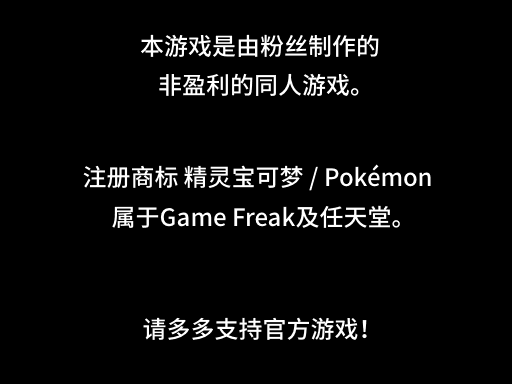 本游戏是由粉丝制作的
非盈利的同人游戏。
注册商标 精灵宝可梦 / Pokémon
属于Game Freak及任天堂。
请多多支持官方游戏！